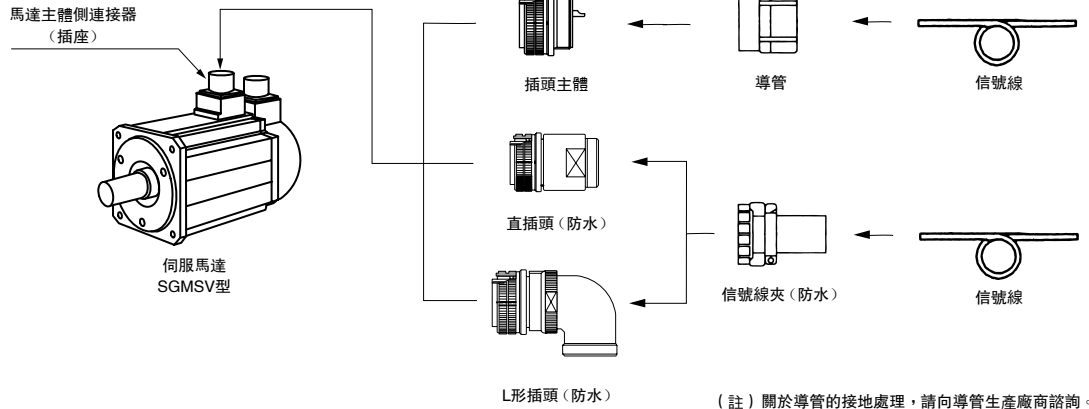 馬達主體側連接器
（插座）
插頭主體
導管
信號線
直插頭（防水）
伺服馬達
SGMSV型
信號線夾（防水）
信號線
L形插頭（防水）
（註）關於導管的接地處理，請向導管生產廠商諮詢。